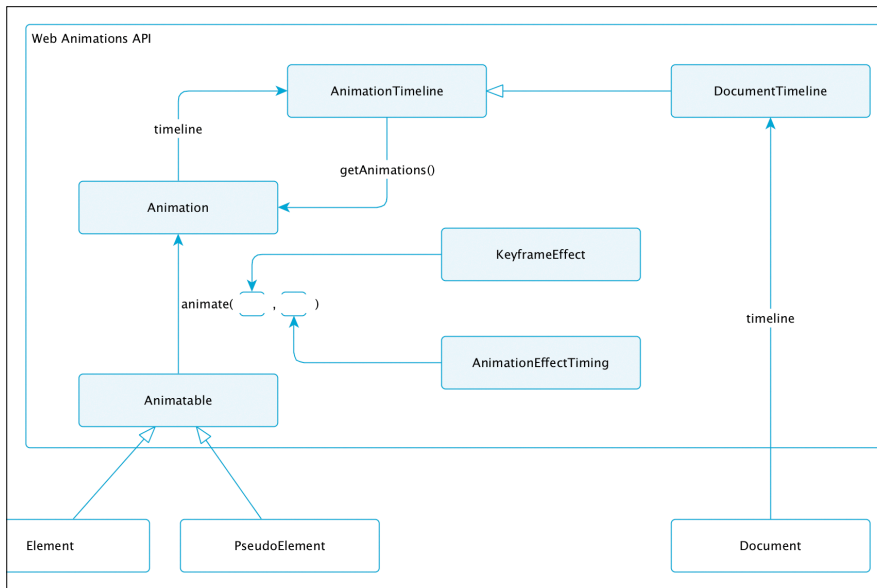 Web Animations API
AnimationTimeline
DocumentTimeline
timeline
getAnimations()
Animation
KeyframeEffect
animate( , )
timeline
AnimationEffectTiming
Animatable
Element
PseudoElement
Document